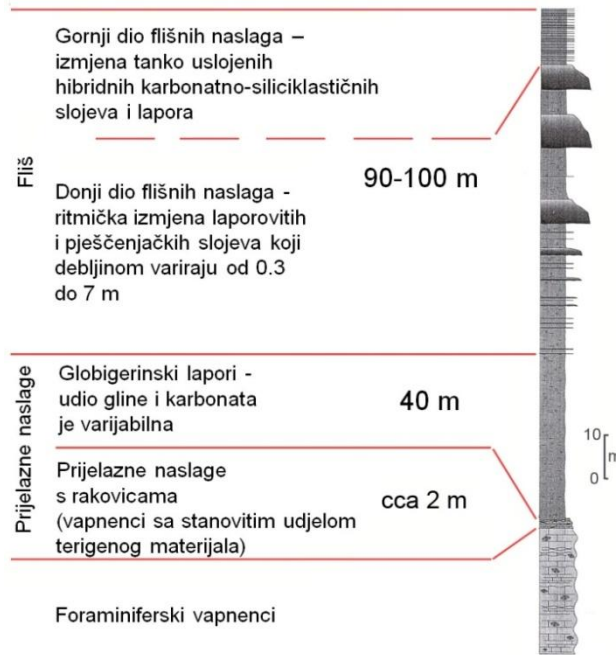 Gornji dio flišnih naslaga –
izmjena tanko uslojenih
hibridnih karbonatno-siliciklastičnih
slojeva i lapora
Fliš
90-100 m
Donji dio flišnih naslaga -
ritmička izmjena laporovitih
i pješčenjačkih slojeva koji
debljinom variraju od 0.3
do 7 m
Prijelazne naslage
Globigerinski lapori -
udio gline i karbonata
je varijabilna
40 m
10
m
0
Prijelazne naslage
s rakovicama
(vapnenci sa stanovitim udjelom
terigenog materijala)
cca 2 m
Foraminiferski vapnenci